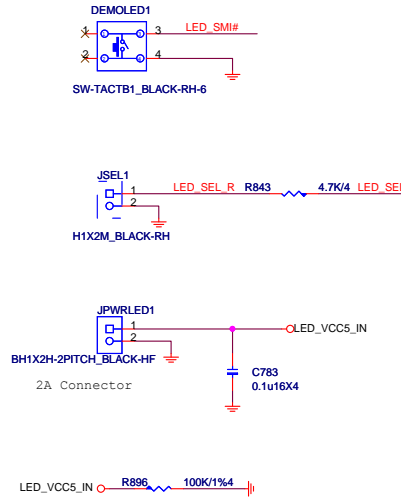 DEMOLED1
1 3 LED_SMI#
2 4
SW-TACTB1_BLACK-RH-6
JSEL1
1 LED_SEL_R R843 4.7K/4 LED_SEL
2
H1X2M_BLACK-RH
JPWRLED1
1 LED_VCC5_IN
2
BH1X2H-2PITCH_BLACK-HF
2A Connector
C783
0.1u16X4
LED_VCC5_IN R896 100K/1%4